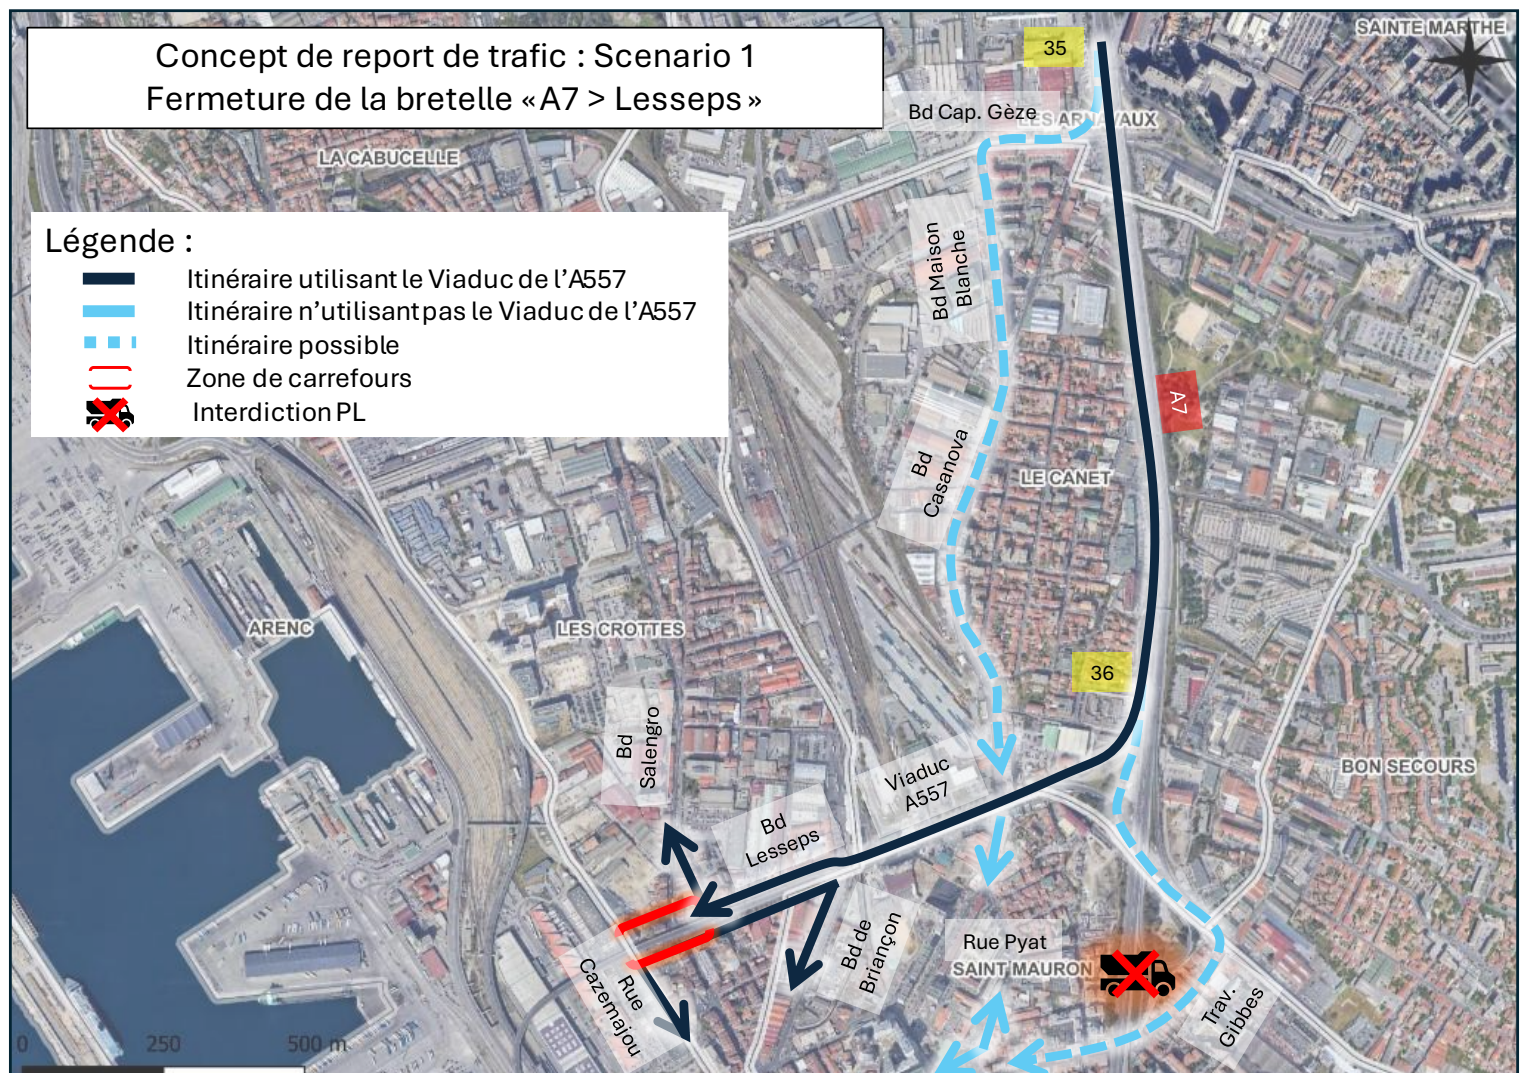 Concept de report de trafic : Scenario 1
Fermeture de la bretelle «A7 > Lesseps»
35
SAINTE MARTHE
Bd Cap. Gèze
LES ARNAVAUX
LA CABUCELLE
Légende :
Itinéraire utilisant le Viaduc de l’A557
Itinéraire n’utilisant pas le Viaduc de l’A557
Itinéraire possible
Zone de carrefours
Interdiction PL
Bd Maison
Blanche
A7
Bd
Casanova
LE CANET
ARENC
LES CROTTES
36
Bd
Salengro
Viaduc
A557
BON SECOURS
Bd
Lesseps
Bd de
Briançon
Rue Pyat
SAINT MAURON
Rue
Cazemajou
Trav.
Gibbes
0 250 500 m